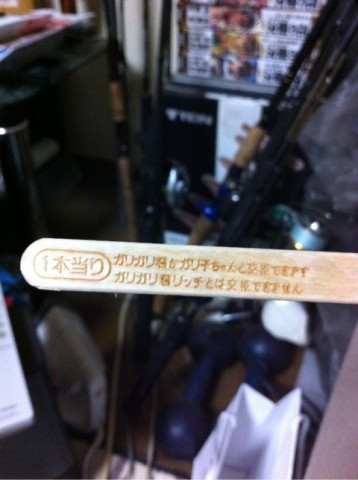 TEIN
1本当り
ガリガリ君かガリ子ちゃんと交換できます
ガリガリ君リッチとは交換できません